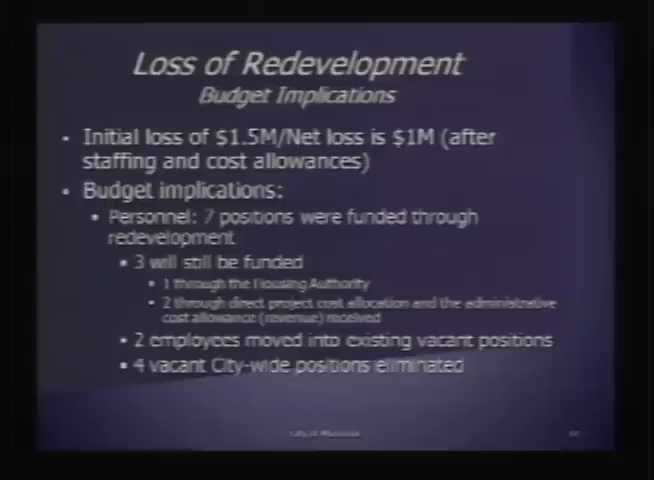 Loss of Redevelopment
Budget Implications
• Initial loss of $1.5M/Net loss is $1M (after
staffing and cost allowances)
• Budget implications:
• Personnel: 7 positions were funded through
redevelopment
• 3 will still be funded
• 1 through the Housing Authority
• 2 through direct project cost allocation and the administrative
cost allowance (revenue) received
• 2 employees moved into existing vacant positions
• 4 vacant City-wide positions eliminated
City of